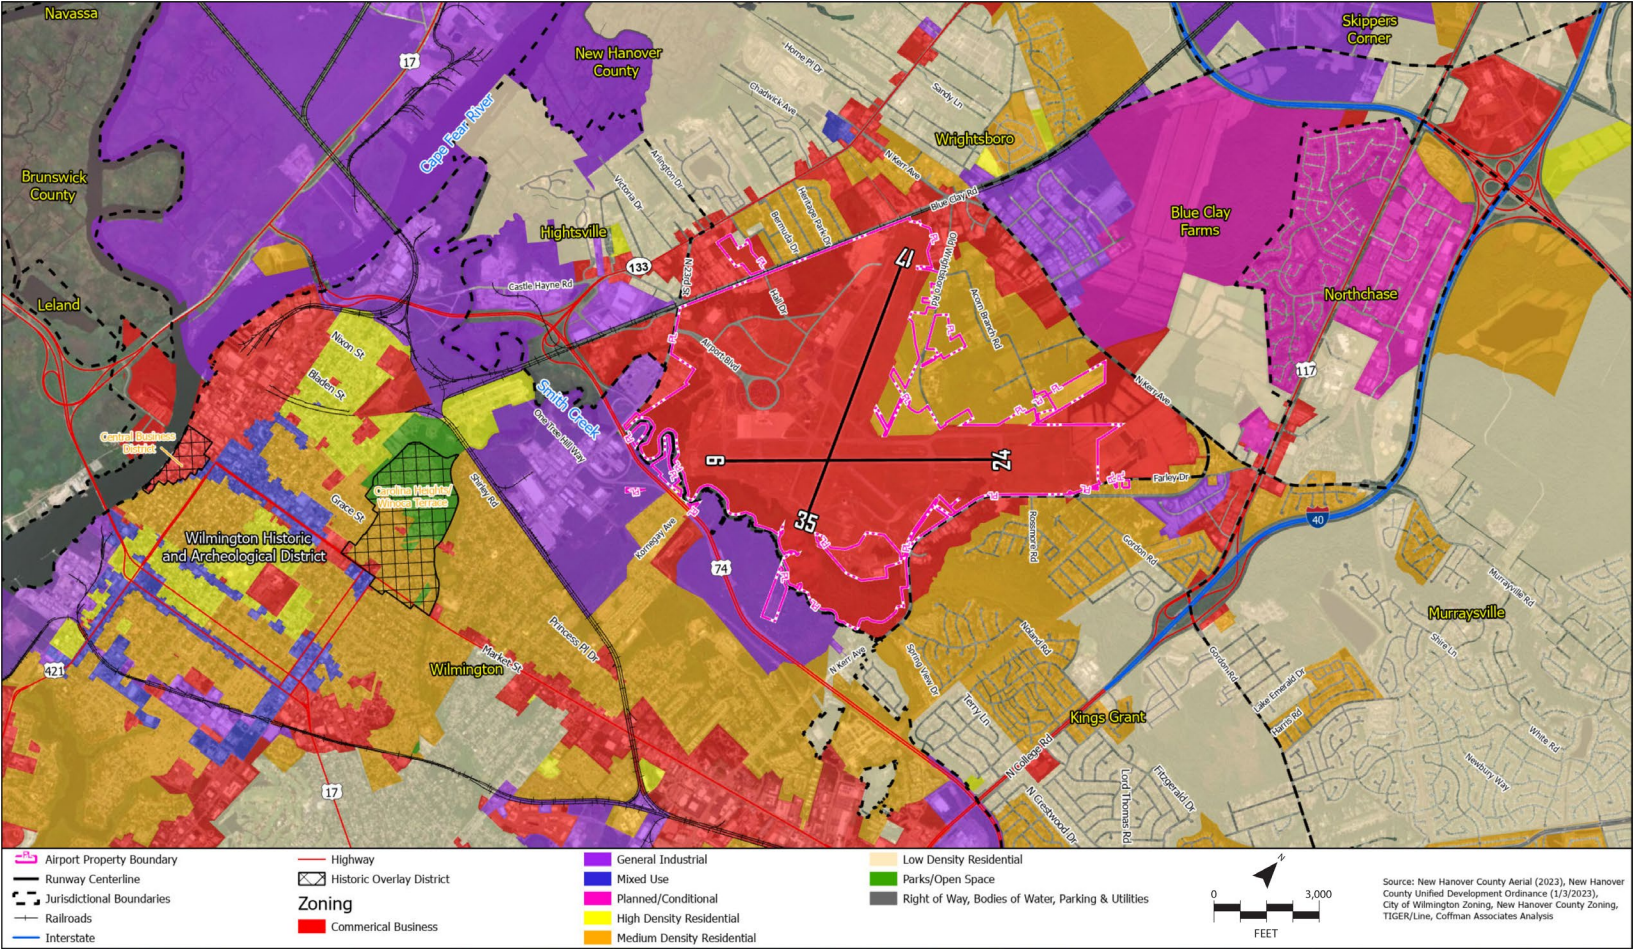 Navassa
17
New Hanover
County
Skippers
Corner
Horne Pl Dr
Chadwick Ave
Sandy Ln
Cape Fear River
Wrightsboro
Brunswick
County
Arlington Dr
Victoria Dr
N Kerr Ave
Blue Clay Rd
Heritage Park Dr
Bermuda Dr
Blue Clay
Farms
Hightsville
133
Castle Hayne Rd
N 23rd St
Hall Dr
17
Old Wrightsboro Rd
Acorn Branch Rd
Northchase
Leland
Nixon St
Bladen St
Airport Blvd
117
N Kerr Ave
Smith Creek
One Tree Hill Way
Central Business
District
6
24
Farley Dr
Shirley Rd
Carolina Heights/
Winoca Terrace
Grace St
Kornegay Ave
35
40
Rossmore Rd
Gordon Rd
Wilmington Historic
and Archeological District
74
Murrayville Rd
Murraysville
Shire Ln
Princess Pl Dr
Market St
Wilmington
421
N Kerr Ave
Spring View Dr
Noland Rd
Terry Ln
Gordon Rd
Lake Emerald Dr
Harris Rd
Kings Grant
White Rd
Newbury Way
N College Rd
N Crestwood Dr
Lord Thomas Rd
Fitzgerald Dr
17
PL Airport Property Boundary
Runway Centerline
Jurisdictional Boundaries
Railroads
Interstate
Highway
Historic Overlay District
Zoning
Commerical Business
General Industrial
Mixed Use
Planned/Conditional
High Density Residential
Medium Density Residential
Low Density Residential
Parks/Open Space
Right of Way, Bodies of Water, Parking & Utilities
N
0 3,000
FEET
Source: New Hanover County Aerial (2023), New Hanover
County Unified Development Ordinance (1/3/2023),
City of Wilmington Zoning, New Hanover County Zoning,
TIGER/Line, Coffman Associates Analysis